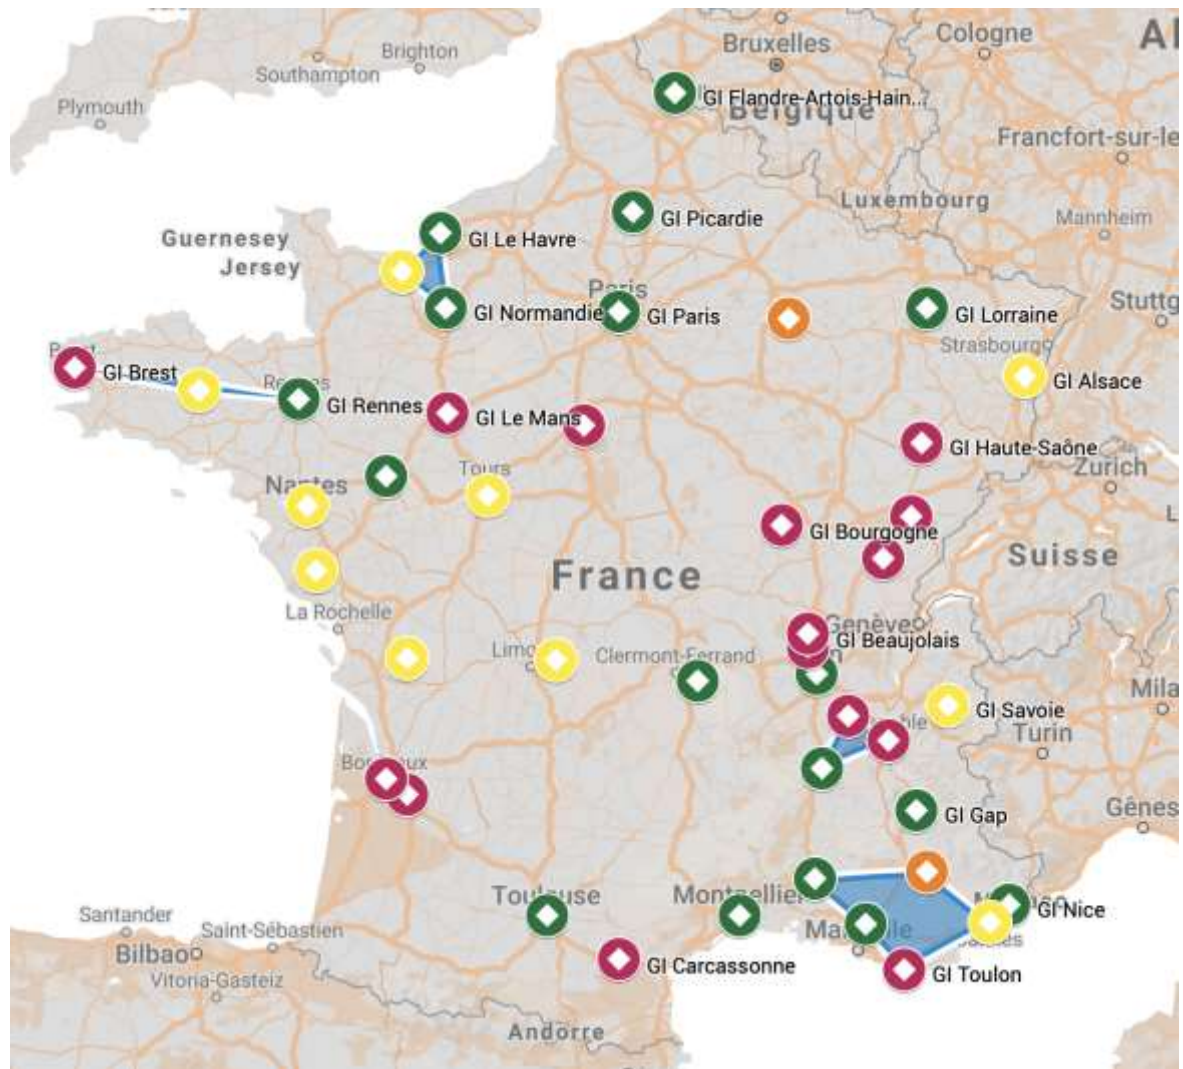 Brighton
Southampton
Plymouth
Bruxelles
Cologne
GI Flandre-Artois-Hain...
Belgique
Francfort-sur-le
Luxembourg
Mannheim
GI Picardie
Guernesey
Jersey
GI Le Havre
Paris
GI Normandie
GI Paris
GI Lorraine
Stuttg
Strasbourg
GI Brest
GI Rennes
GI Alsace
GI Le Mans
GI Haute-Saône
Zurich
Tours
Nantes
GI Bourgogne
Suisse
France
La Rochelle
Genève
GI Beaujolais
Clermont-Ferrand
GI Savoie
Mila
Turin
GI Gap
Gênes
Toulouse
Montpellier
GI Nice
Santander
Saint-Sébastien
Bilbao
Vitoria-Gasteiz
GI Carcassonne
GI Toulon
Andorre